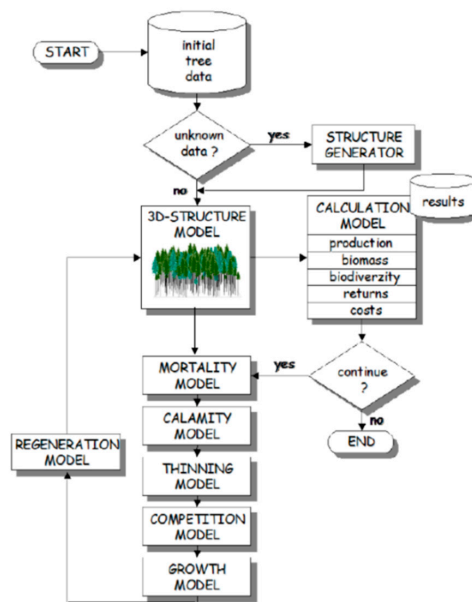 START
initial
tree
data
unknown
data ?
yes
STRUCTURE
GENERATOR
no
3D-STRUCTURE
MODEL
CALCULATION
MODEL
results
production
biomass
biodiverzity
returns
costs
MORTALITY
MODEL
yes
continue
?
no
END
CALAMITY
MODEL
REGENERATION
MODEL
THINNING
MODEL
COMPETITION
MODEL
GROWTH
MODEL